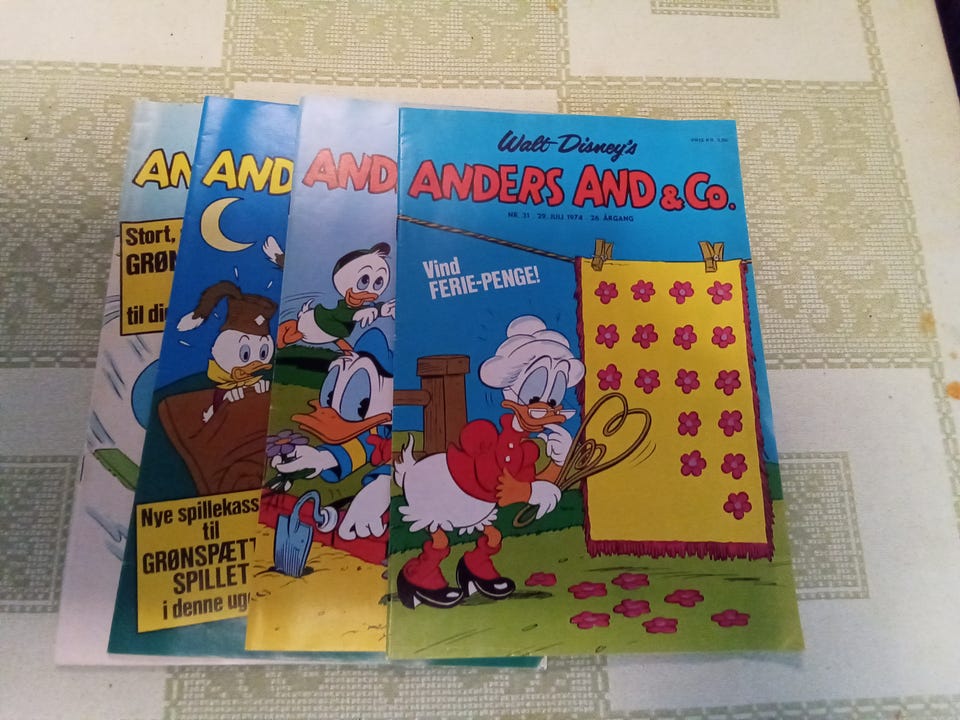 AN
Stort,
GRØN
til di
AND
Nye spillekass
til
GRØNSPÆTT
SPILLET
i denne ug
AND
Walt Disney's
ANDERS AND & Co.
NR. 31 . 29. JULI 1974 . 26 ÅRGANG
Vind
FERIE-PENGE!